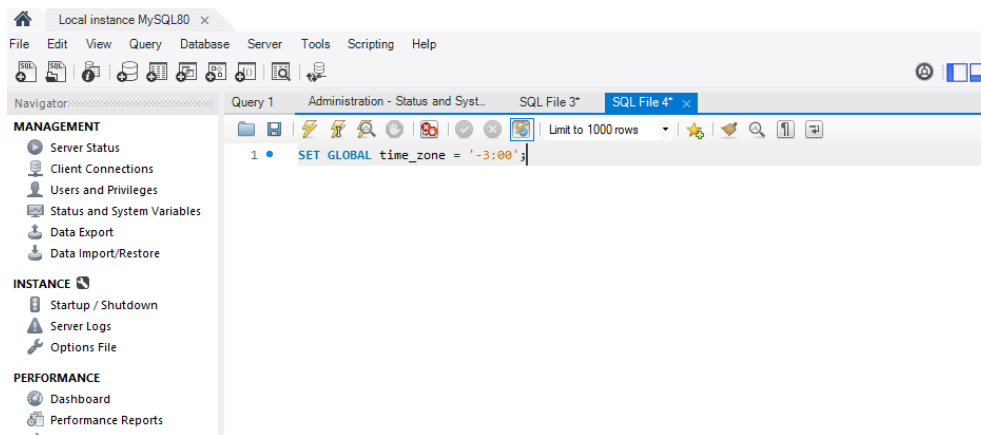 Local instance MySQL80 ×
File Edit View Query Database Server Tools Scripting Help
Navigator
Query 1 Administration - Status and Syst... SQL File 3* SQL File 4* ×
MANAGEMENT
Server Status
Client Connections
Users and Privileges
Status and System Variables
Data Export
Data Import/Restore
INSTANCE
Startup / Shutdown
Server Logs
Options File
PERFORMANCE
Dashboard
Performance Reports
Limit to 1000 rows
1 SET GLOBAL time_zone = '-3:00';